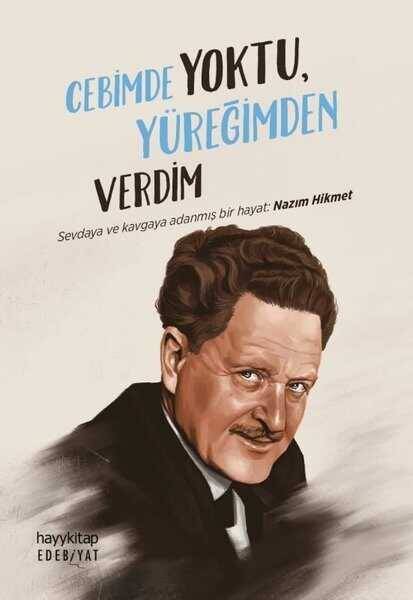 CEBİMDE YOKTU,
YÜREĞİMDEN
VERDİM
Sevdaya ve kavgaya adanmış bir hayat: Nazım Hikmet
hayykitap
EDEBİYAT